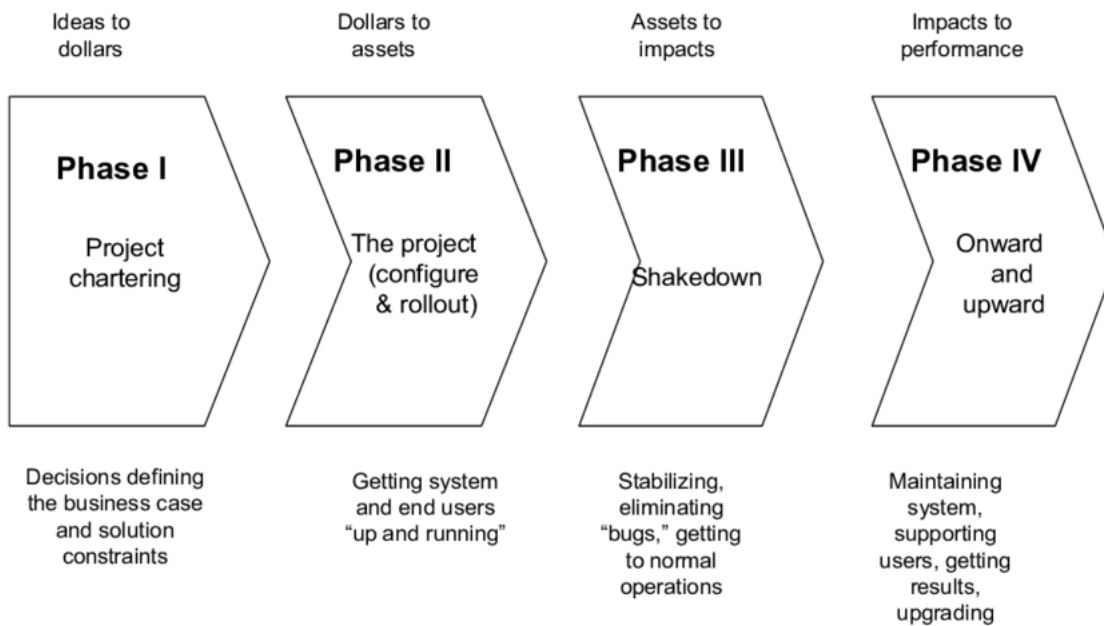 Ideas to
dollars
Dollars to
assets
Assets to
impacts
Impacts to
performance
Phase I
Project
chartering
Phase II
The project
(configure
& rollout)
Phase III
Shakedown
Phase IV
Onward
and
upward
Decisions defining
the business case
and solution
constraints
Getting system
and end users
“up and running”
Stabilizing,
eliminating
“bugs,” getting
to normal
operations
Maintaining
system,
supporting
users, getting
results,
upgrading